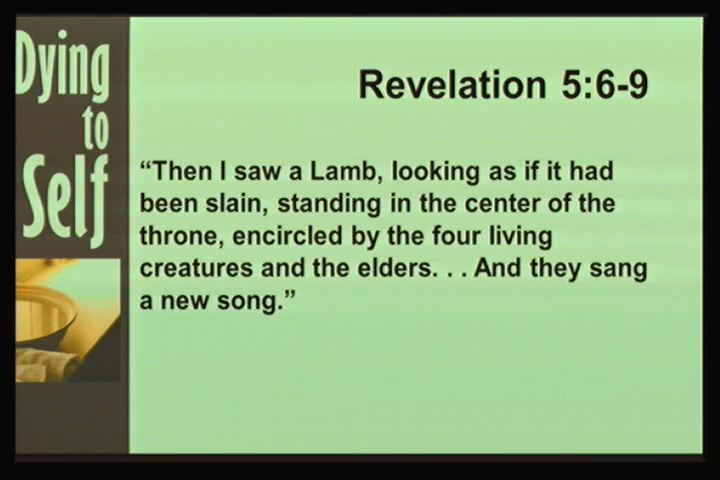 Dying
to
Self
Revelation 5:6-9
“Then I saw a Lamb, looking as if it had
been slain, standing in the center of the
throne, encircled by the four living
creatures and the elders. . . And they sang
a new song.”